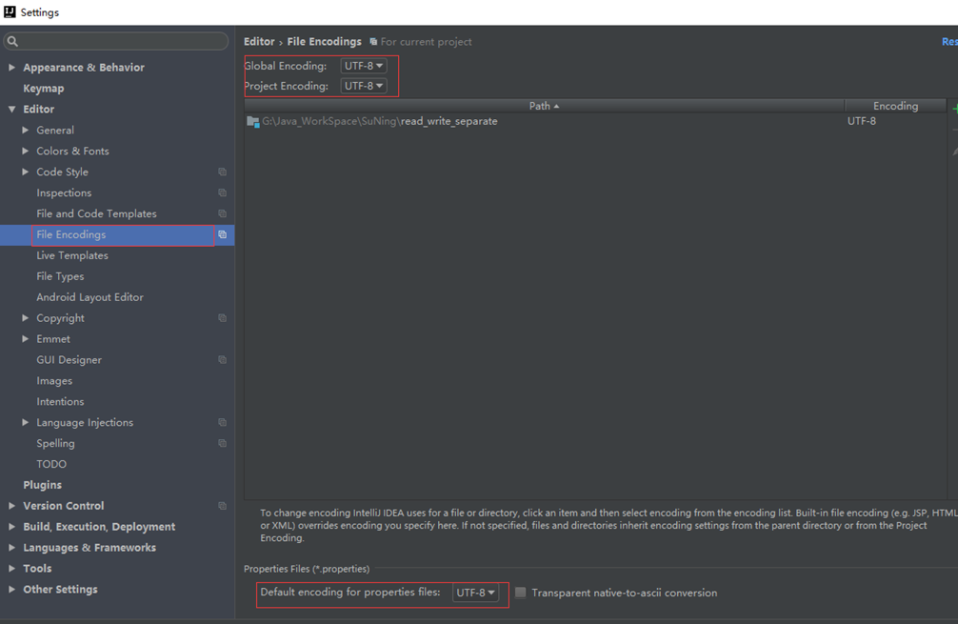 Settings
Editor › File Encodings For current project
Res
Global Encoding: UTF-8
Project Encoding: UTF-8
Path Encoding
G:\Java_WorkSpace\SuNing\read_write_separate UTF-8
Appearance & Behavior
Keymap
Editor
General
Colors & Fonts
Code Style
Inspections
File and Code Templates
File Encodings
Live Templates
File Types
Android Layout Editor
Copyright
Emmet
GUI Designer
Images
Intentions
Language Injections
Spelling
TODO
Plugins
Version Control
Build, Execution, Deployment
Languages & Frameworks
Tools
Other Settings
To change encoding IntelliJ IDEA uses for a file or directory, click an item and then select encoding from the encoding list. Built-in file encoding (e.g. JSP, HTML
or XML) overrides encoding you specify here. If not specified, files and directories inherit encoding settings from the parent directory or from the Project
Encoding.
Properties Files (*.properties)
Default encoding for properties files: UTF-8 Transparent native-to-ascii conversion